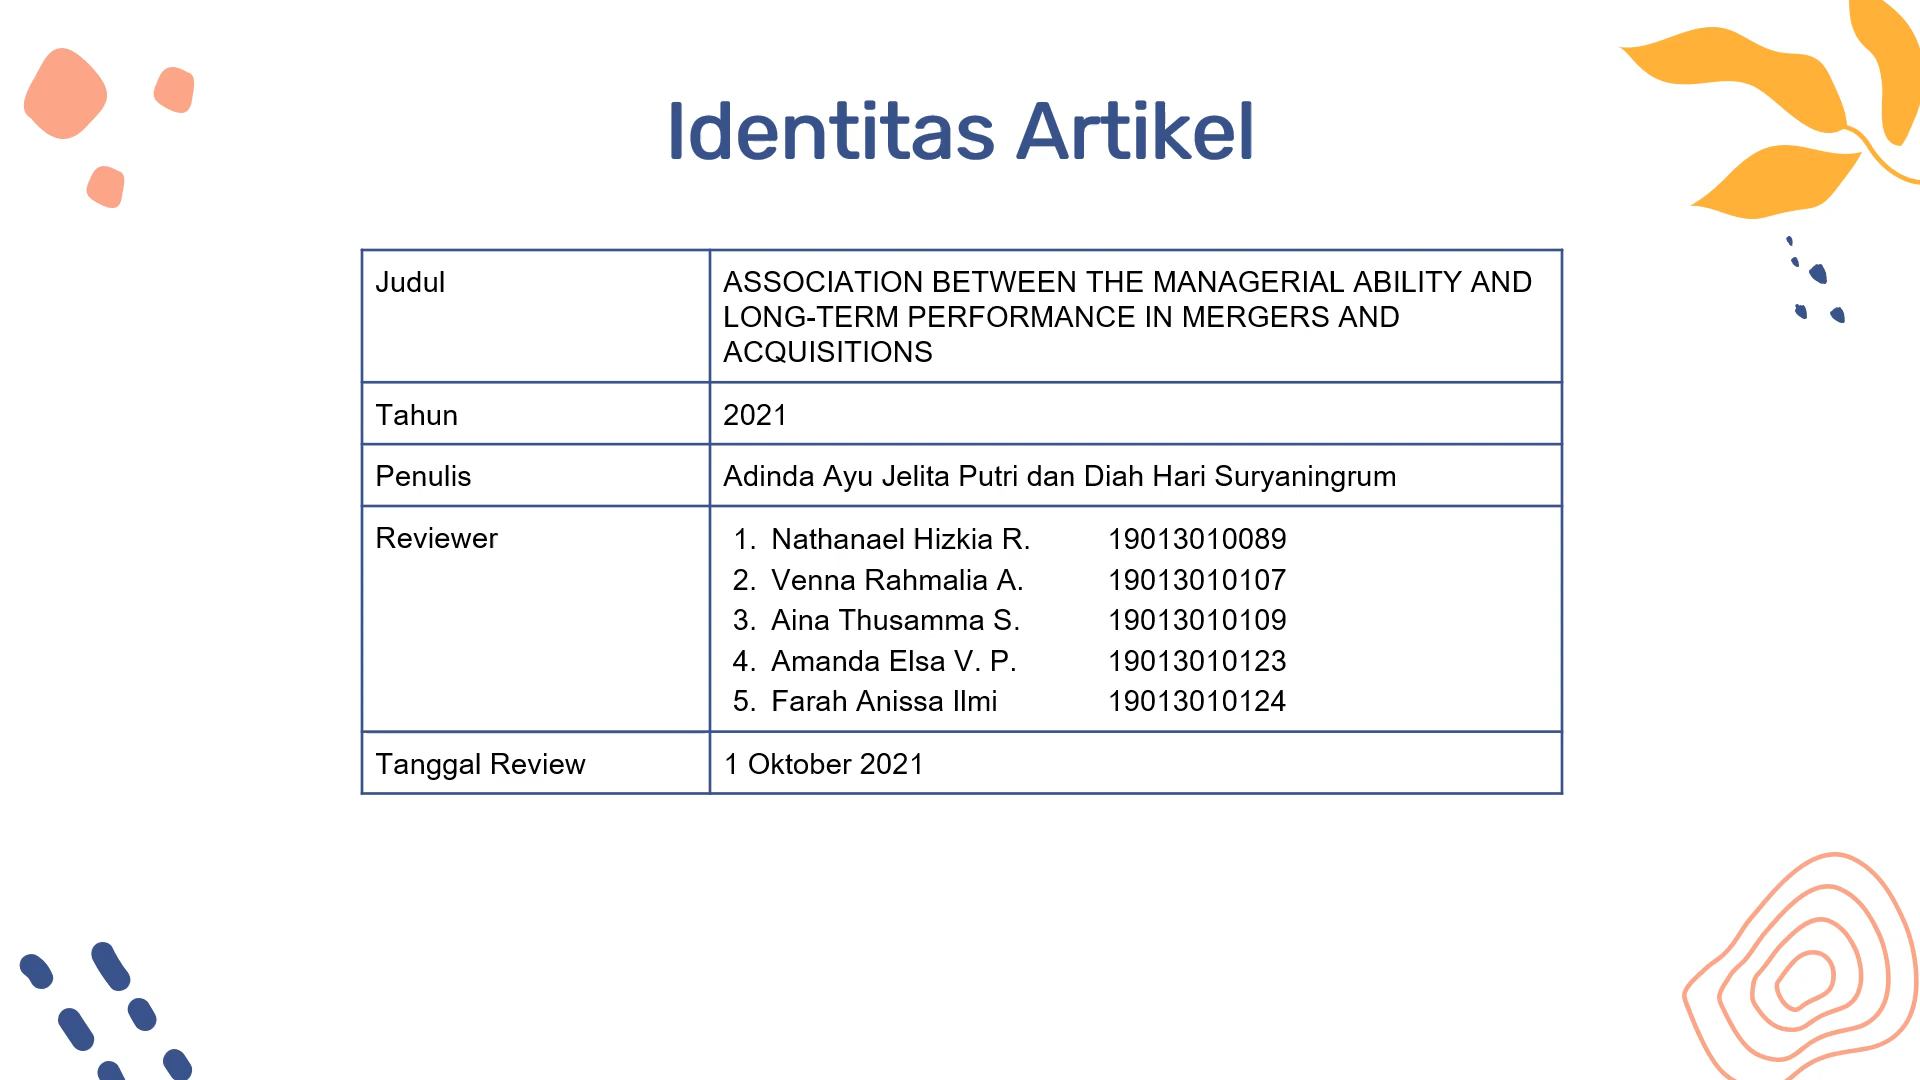 Identitas Artikel
Judul
ASSOCIATION BETWEEN THE MANAGERIAL ABILITY AND
LONG-TERM PERFORMANCE IN MERGERS AND
ACQUISITIONS
Tahun
2021
Penulis
Adinda Ayu Jelita Putri dan Diah Hari Suryaningrum
Reviewer
1. Nathanael Hizkia R. 19013010089
2. Venna Rahmalia A. 19013010107
3. Aina Thusamma S. 19013010109
4. Amanda Elsa V. P. 19013010123
5. Farah Anissa Ilmi 19013010124
Tanggal Review
1 Oktober 2021